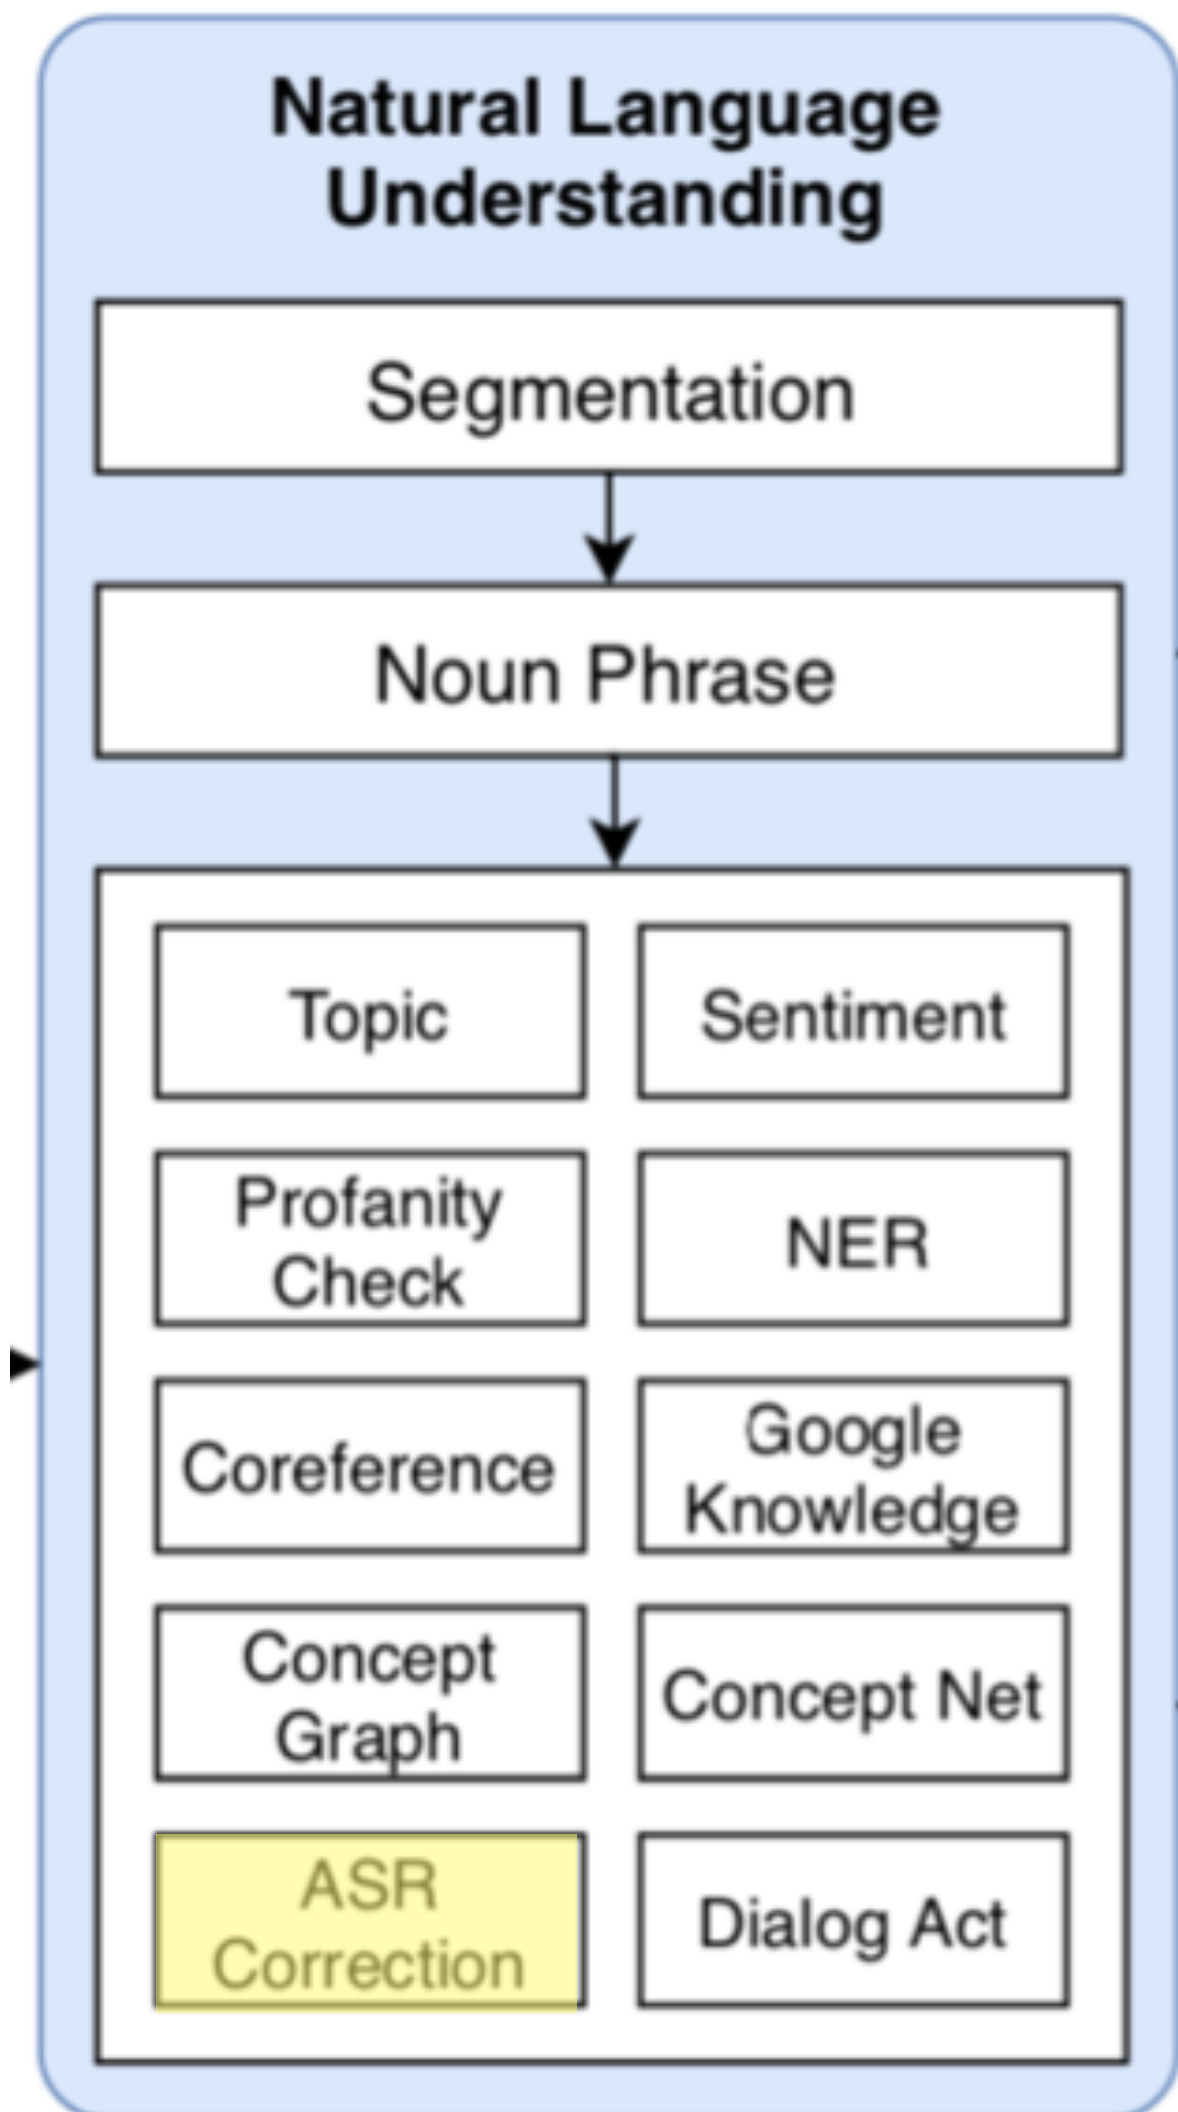 Natural Language
Understanding
Segmentation
Noun Phrase
Topic
Sentiment
Profanity
Check
NER
Coreference
Google
Knowledge
Concept
Graph
Concept Net
ASR
Correction
Dialog Act